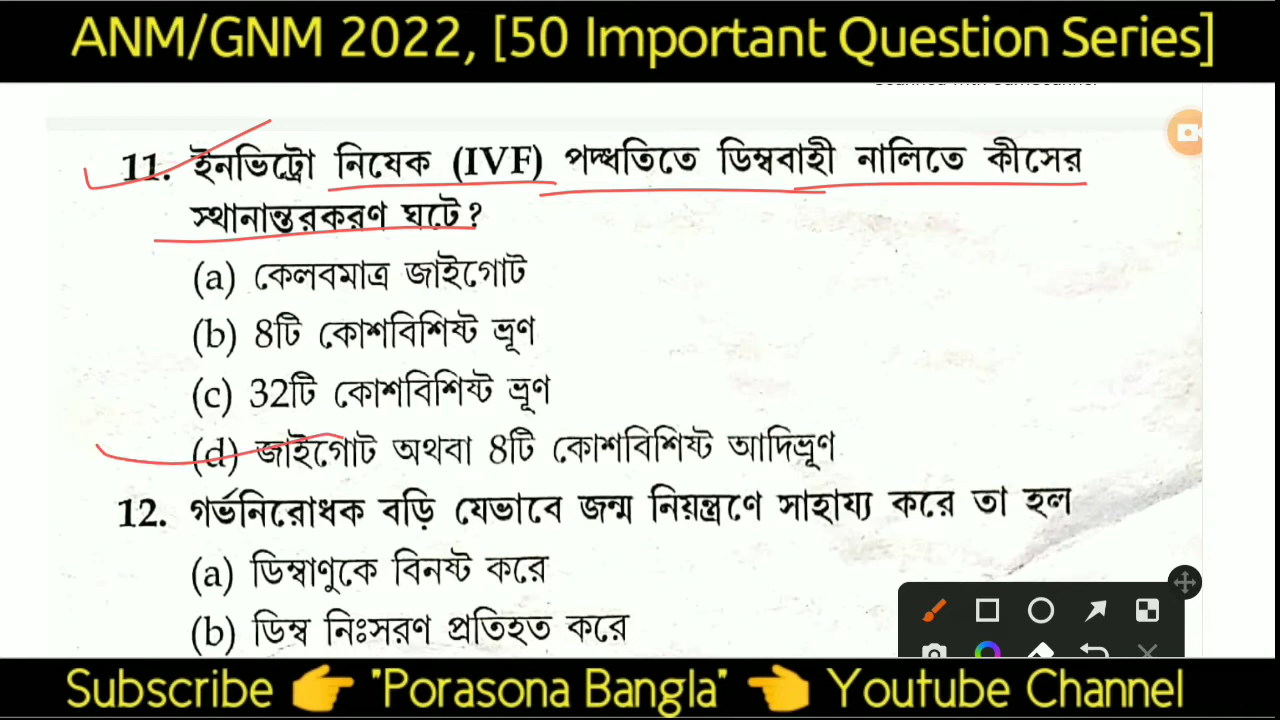 ANM/GNM 2022, [50 Important Question Series]
11. ইনভিট্রো নিষেক (IVF) পদ্ধতিতে ডিম্ববাহী নালিতে কীসের
স্থানান্তরকরণ ঘটে?
(a) কেলবমাত্র জাইগোট
(b) 8টি কোশবিশিষ্ট ভ্রূণ
(c) 32টি কোশবিশিষ্ট ভ্রূণ
(d) জাইগোট অথবা 8টি কোশবিশিষ্ট আদিভ্রূণ
12. গর্ভনিরোধক বড়ি যেভাবে জন্ম নিয়ন্ত্রণে সাহায্য করে তা হল
(a) ডিম্বাণুকে বিনষ্ট করে
(b) ডিম্ব নিঃসরণ প্রতিহত করে
Subscribe 👉 "Porasona Bangla" 👈 Youtube Channel